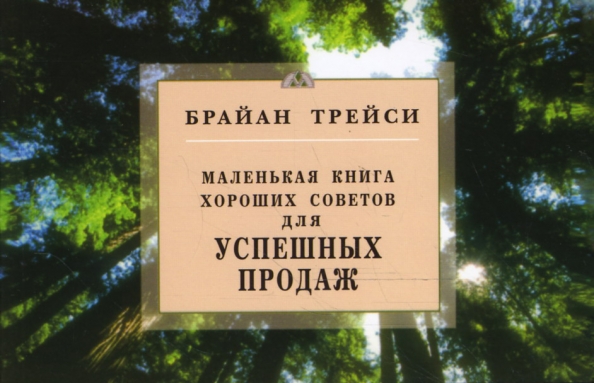 БРАЙАН ТРЕЙСИ
МАЛЕНЬКАЯ КНИГА
ХОРОШИХ СОВЕТОВ
ДЛЯ
УСПЕШНЫХ
ПРОДАЖ